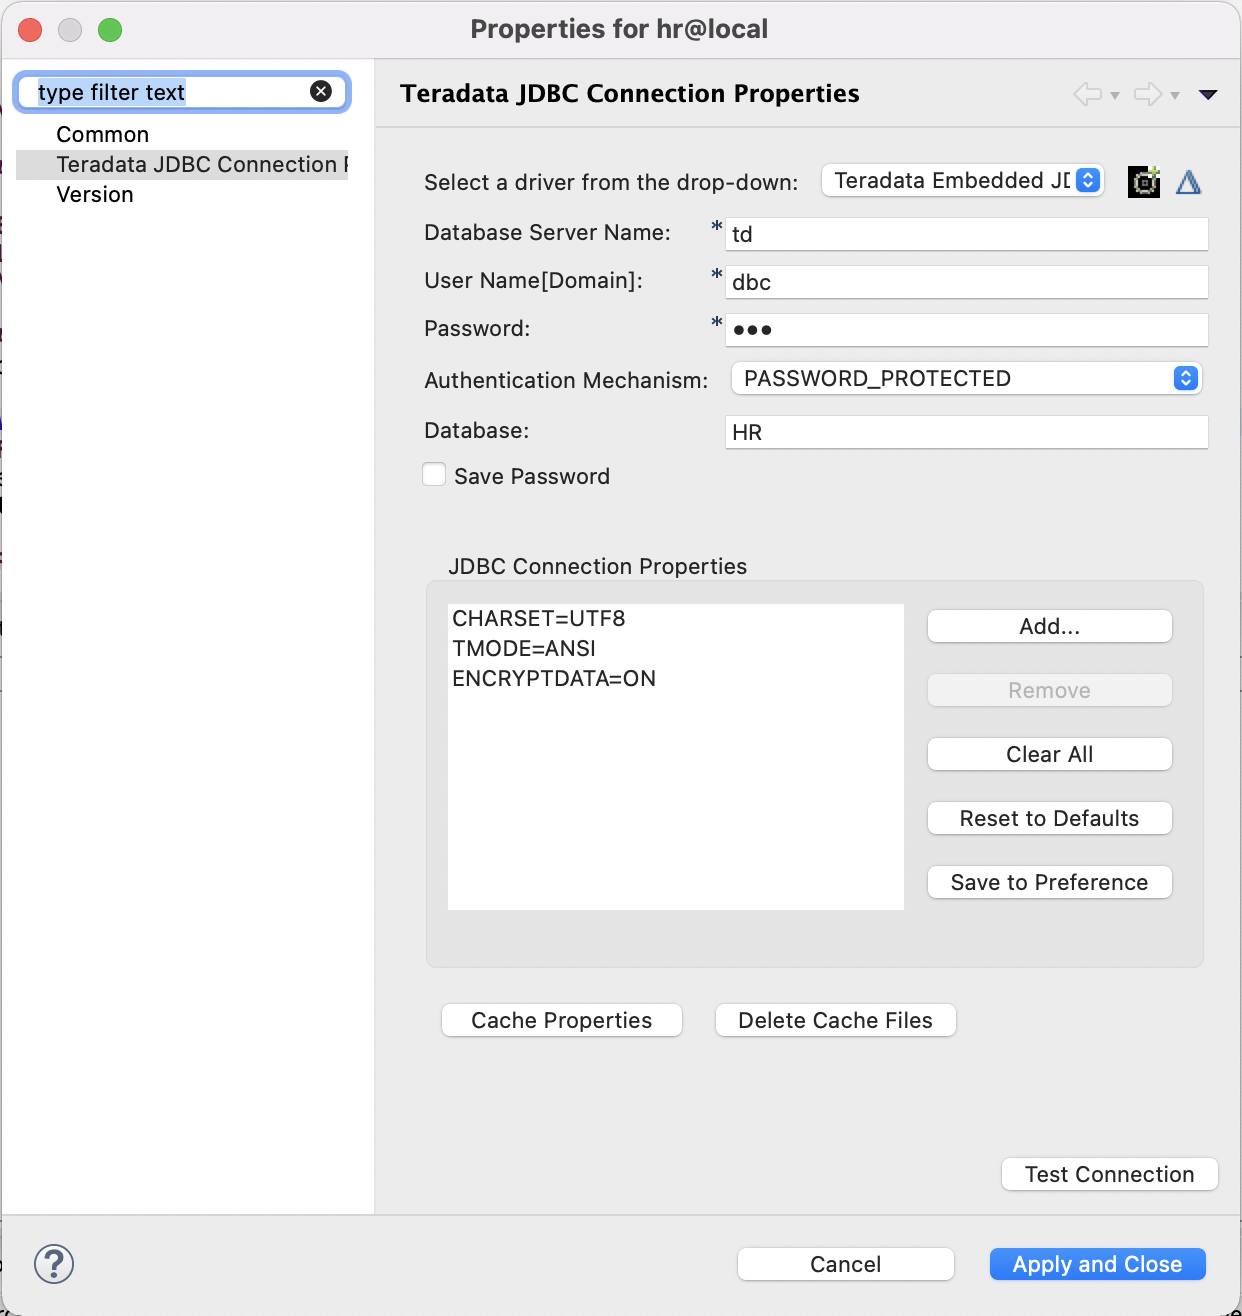 Properties for hr@local
type filter text
Common
Teradata JDBC Connection
Version
Teradata JDBC Connection Properties
Select a driver from the drop-down: Teradata Embedded
Database Server Name: * td
User Name[Domain]: * dbc
Password: * •••
Authentication Mechanism: PASSWORD_PROTECTED
Database: HR
Save Password
JDBC Connection Properties
CHARSET=UTF8
TMODE=ANSI
ENCRYPTDATA=ON
Add...
Remove
Clear All
Reset to Defaults
Save to Preference
Cache Properties Delete Cache Files
Test Connection
? Cancel Apply and Close